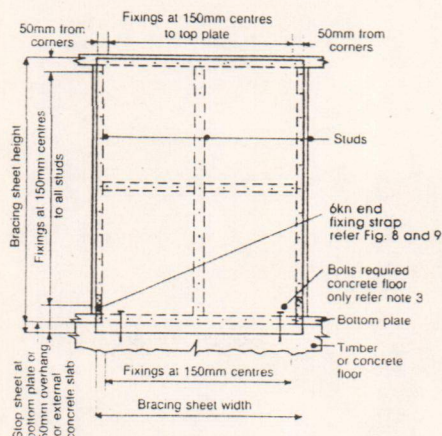 Fixings at 150mm centres
to top plate
50mm from
corners
50mm from
corners
Bracing sheet height
Fixings at 150mm centres
to all studs
Studs
6kn end
fixing strap
refer Fig. 8 and 9
Bolts required
concrete floor
only refer note 3
Bottom plate
Timber
or concrete
floor
Stop sheet at
bottom plate or
50mm overhang
for external
concrete slab
Fixings at 150mm centres
Bracing sheet width